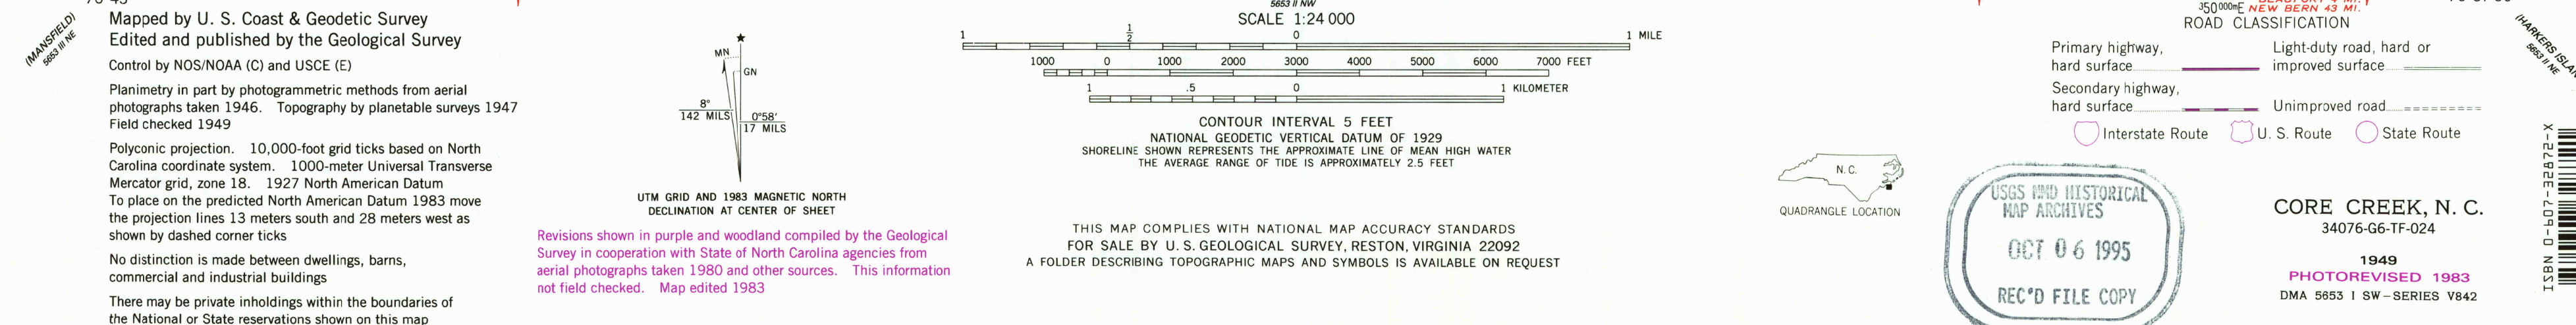 (MANSFIELD)
5653 III NE
Mapped by U. S. Coast & Geodetic Survey
Edited and published by the Geological Survey
Control by NOS/NOAA (C) and USCE (E)
Planimetry in part by photogrammetric methods from aerial
photographs taken 1946. Topography by planetable surveys 1947
Field checked 1949
Polyconic projection. 10,000-foot grid ticks based on North
Carolina coordinate system. 1000-meter Universal Transverse
Mercator grid, zone 18. 1927 North American Datum
To place on the predicted North American Datum 1983 move
the projection lines 13 meters south and 28 meters west as
shown by dashed corner ticks
No distinction is made between dwellings, barns,
commercial and industrial buildings
There may be private inholdings within the boundaries of
the National or State reservations shown on this map
MN
GN
8°
142 MILS
0°58'
17 MILS
UTM GRID AND 1983 MAGNETIC NORTH
DECLINATION AT CENTER OF SHEET
Revisions shown in purple and woodland compiled by the Geological
Survey in cooperation with State of North Carolina agencies from
aerial photographs taken 1980 and other sources. This information
not field checked. Map edited 1983
5653 II NW
SCALE 1:24 000
1 1/2 0 1 MILE
1000 0 1000 2000 3000 4000 5000 6000 7000 FEET
1 .5 0 1 KILOMETER
CONTOUR INTERVAL 5 FEET
NATIONAL GEODETIC VERTICAL DATUM OF 1929
SHORELINE SHOWN REPRESENTS THE APPROXIMATE LINE OF MEAN HIGH WATER
THE AVERAGE RANGE OF TIDE IS APPROXIMATELY 2.5 FEET
THIS MAP COMPLIES WITH NATIONAL MAP ACCURACY STANDARDS
FOR SALE BY U. S. GEOLOGICAL SURVEY, RESTON, VIRGINIA 22092
A FOLDER DESCRIBING TOPOGRAPHIC MAPS AND SYMBOLS IS AVAILABLE ON REQUEST
N. C.
QUADRANGLE LOCATION
350000mE
NEW BERN 43 MI.
ROAD CLASSIFICATION
Primary highway,
hard surface
Light-duty road, hard or
improved surface
Secondary highway,
hard surface
Unimproved road
Interstate Route
U. S. Route
State Route
USGS NMD HISTORICAL
MAP ARCHIVES
OCT 06 1995
REC'D FILE COPY
CORE CREEK, N. C.
34076-G6-TF-024
1949
PHOTOREVISED 1983
DMA 5653 I SW-SERIES V842
5653 II NE
ISBN 0-607-32872-X